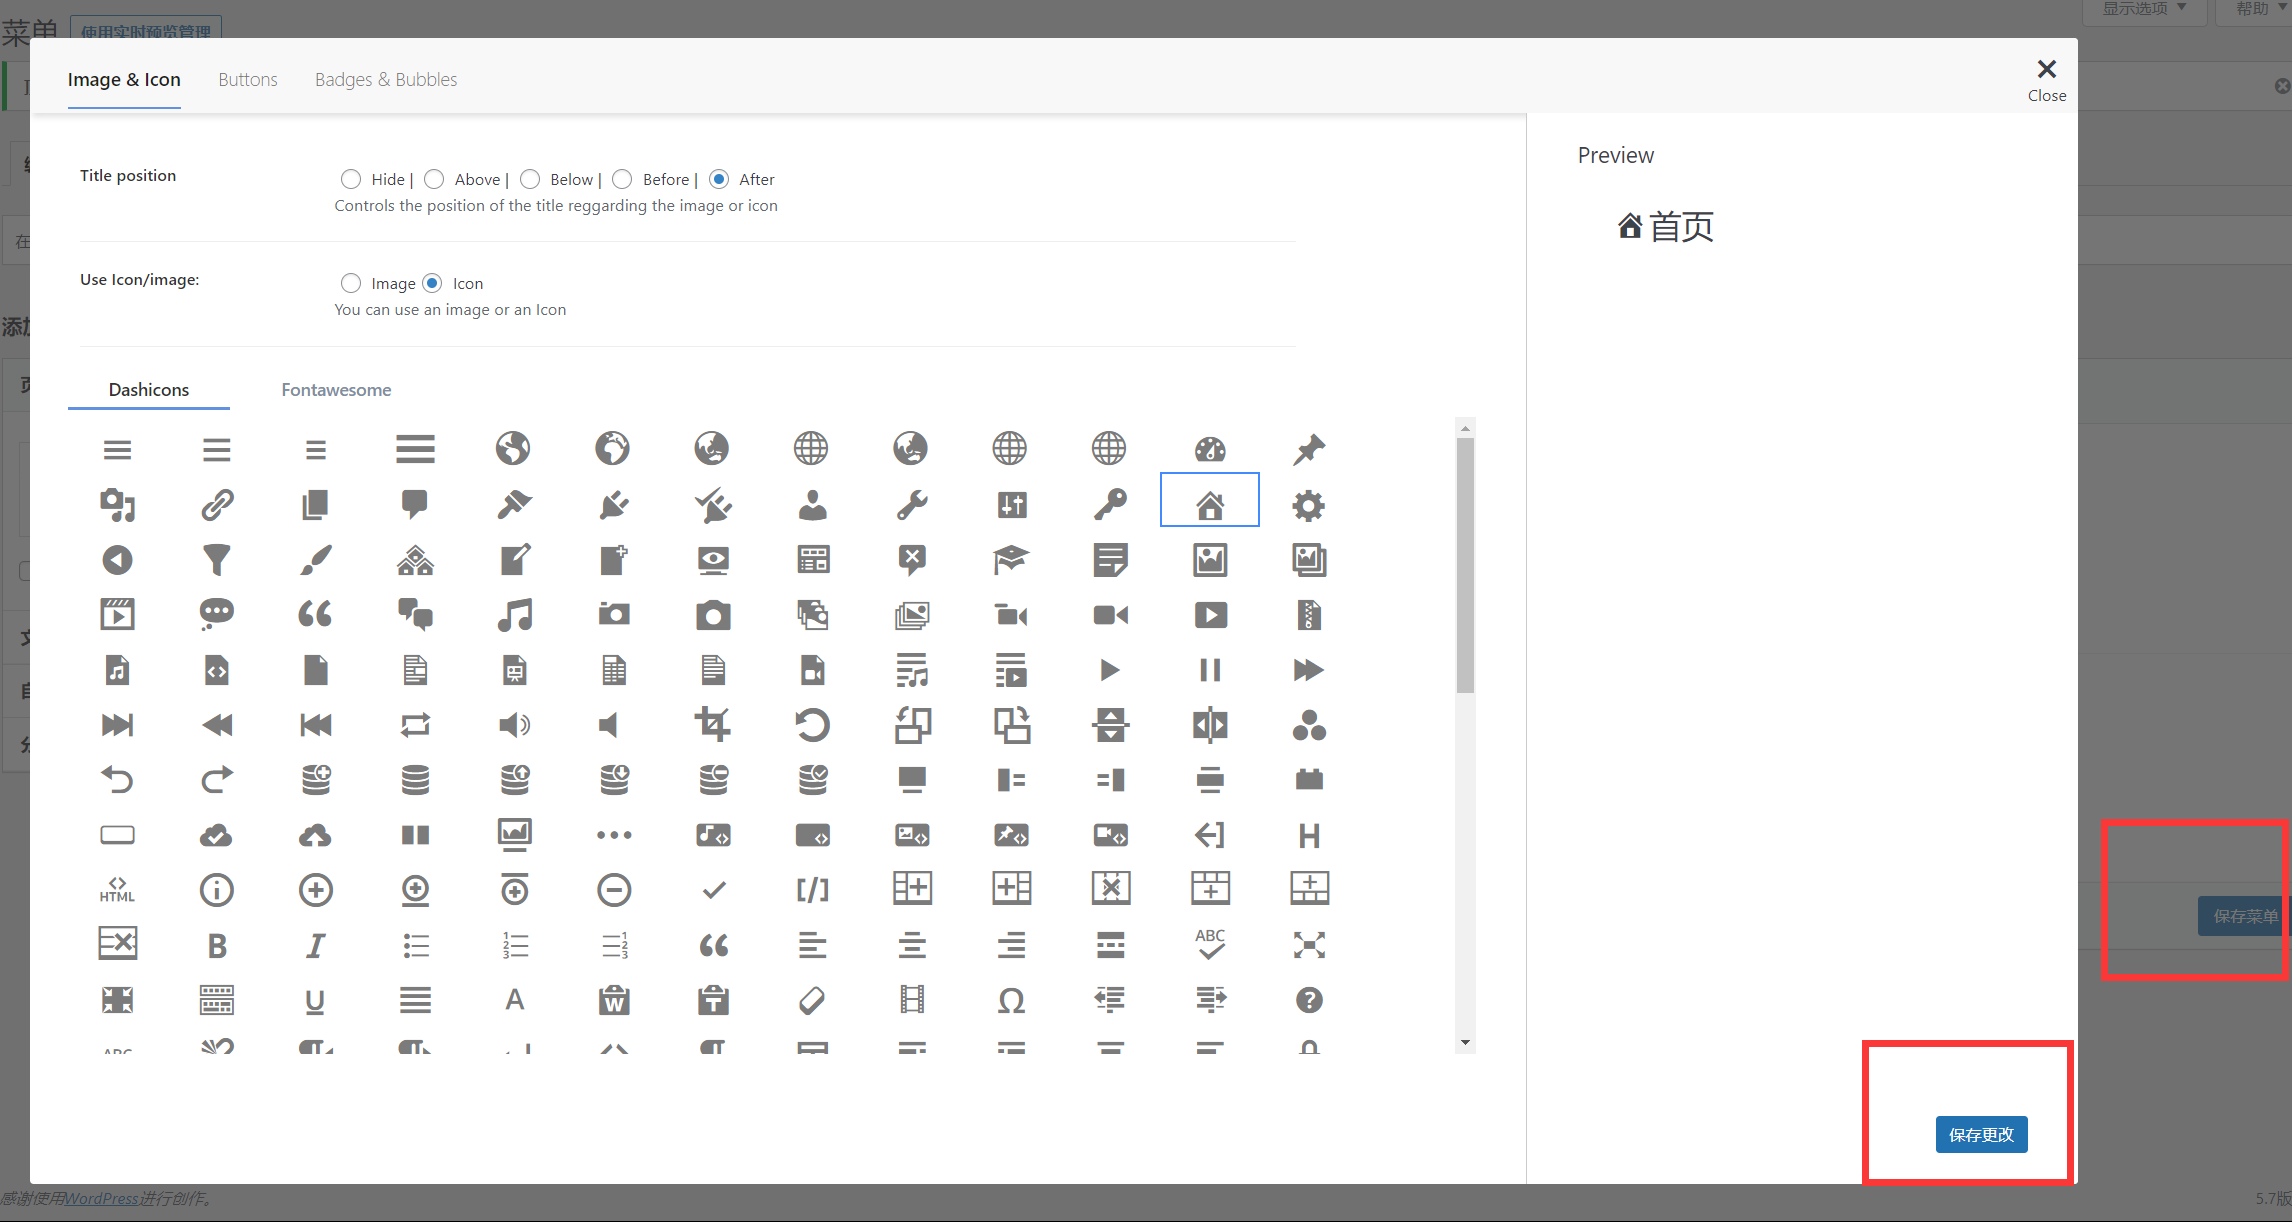 菜单 使用实时预览管理 显示选项 帮助
Image & Icon Buttons Badges & Bubbles Close
Title position Hide | Above | Below | Before | After
Controls the position of the title reggarding the image or icon
Use Icon/image: Image Icon
You can use an image or an Icon
Dashicons Fontawesome
Preview
首页
在
添加
HTML
ABC
保存菜单
保存更改
感谢使用WordPress进行创作。 5.7版